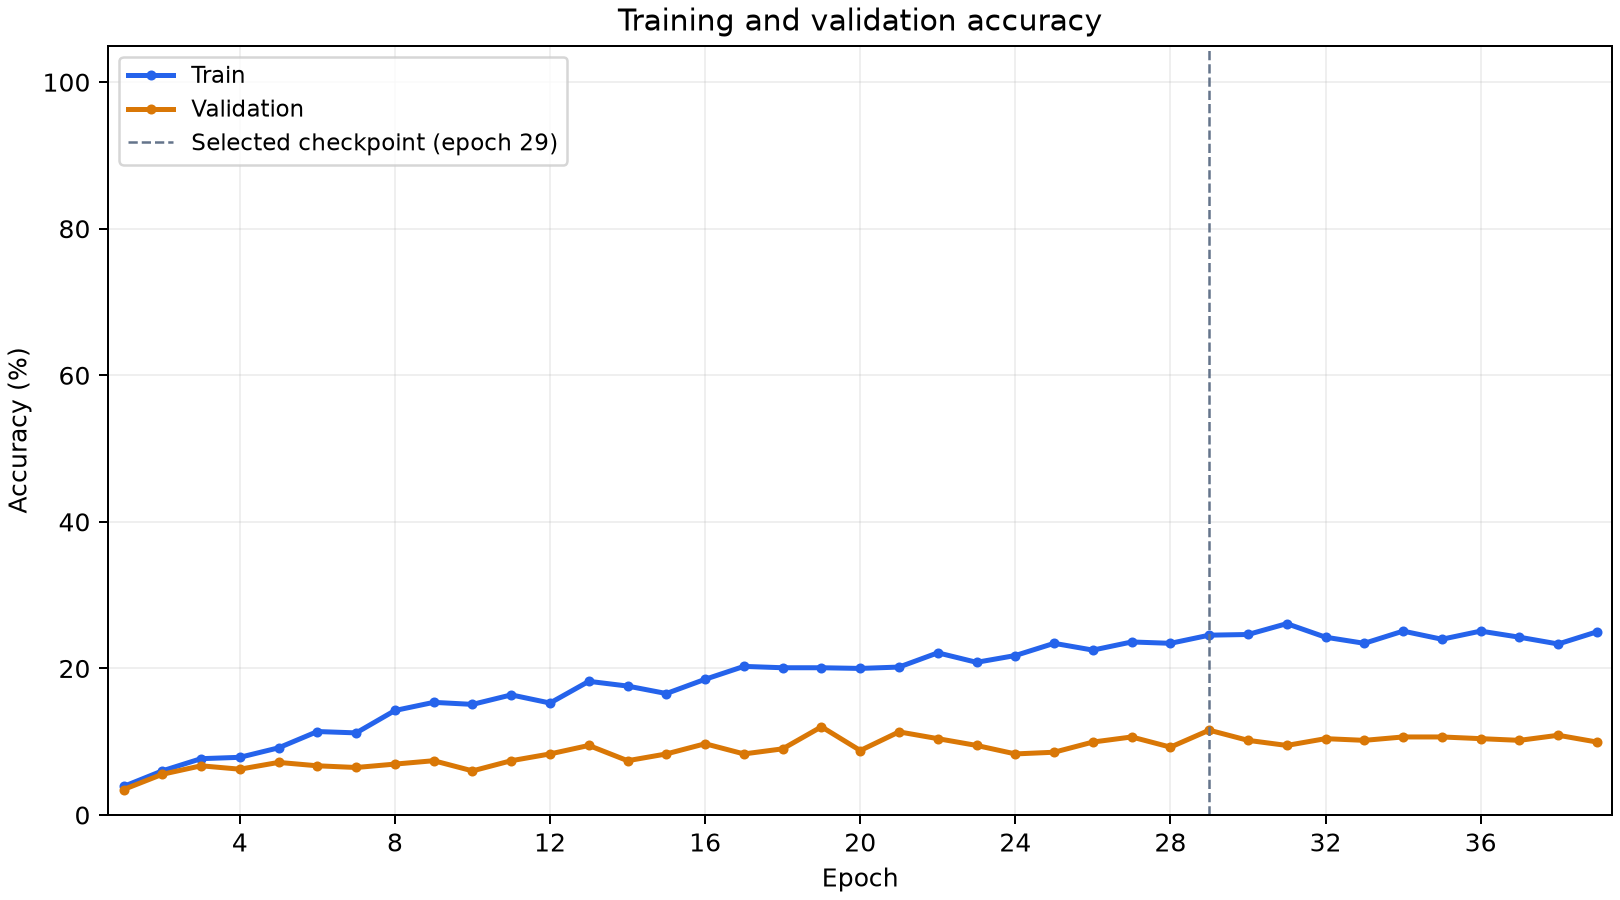 Training and validation accuracy
Train
Validation
Selected checkpoint (epoch 29)
Accuracy (%)
100
80
60
40
20
0
4 8 12 16 20 24 28 32 36
Epoch